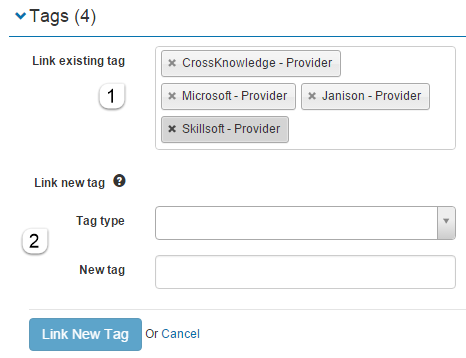 Tags (4)
Link existing tag
× CrossKnowledge - Provider
1
× Microsoft - Provider × Janison - Provider
× Skillsoft - Provider
Link new tag ?
Tag type
2
New tag
Link New Tag Or Cancel